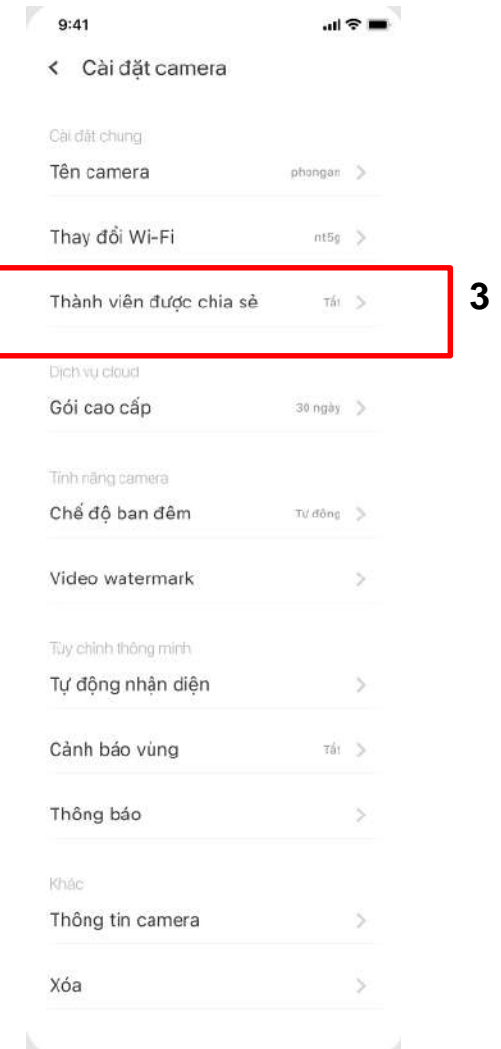 9:41
Cài đặt camera
Cài đặt chung
Tên camera phongan
Thay đổi Wi-Fi nt5g
Thành viên được chia sẻ Tắt
3
Dịch vụ cloud
Gói cao cấp 30 ngày
Tính năng camera
Chế độ ban đêm Tự động
Video watermark
Tùy chỉnh thông minh
Tự động nhận diện
Cảnh báo vùng Tắt
Thông báo
Khác
Thông tin camera
Xóa